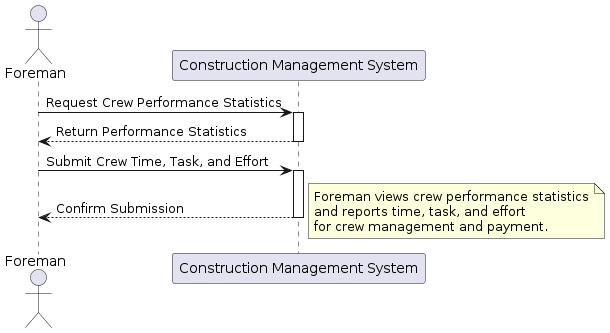 Foreman
Construction Management System
Request Crew Performance Statistics
Return Performance Statistics
Submit Crew Time, Task, and Effort
Foreman views crew performance statistics
and reports time, task, and effort
for crew management and payment.
Confirm Submission
Foreman
Construction Management System